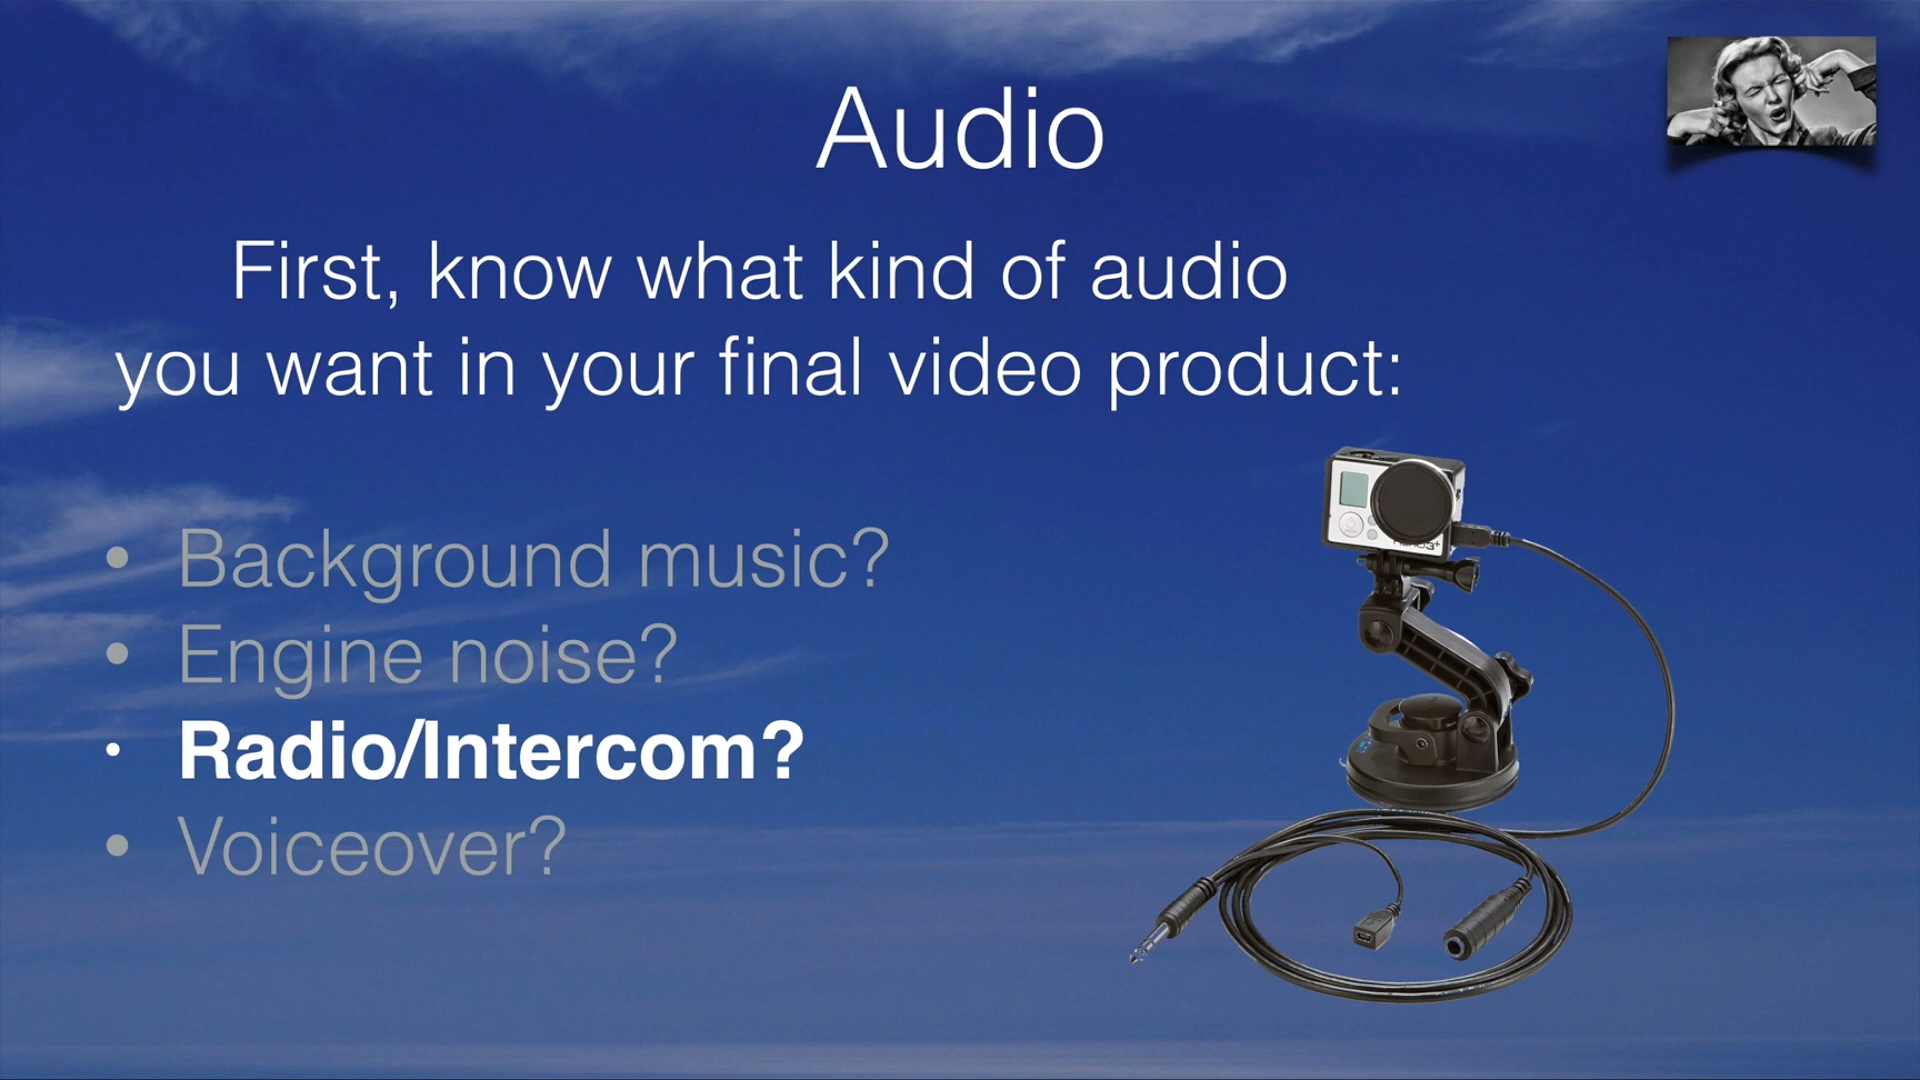 Audio
First, know what kind of audio
you want in your final video product:
• Background music?
• Engine noise?
• Radio/Intercom?
• Voiceover?